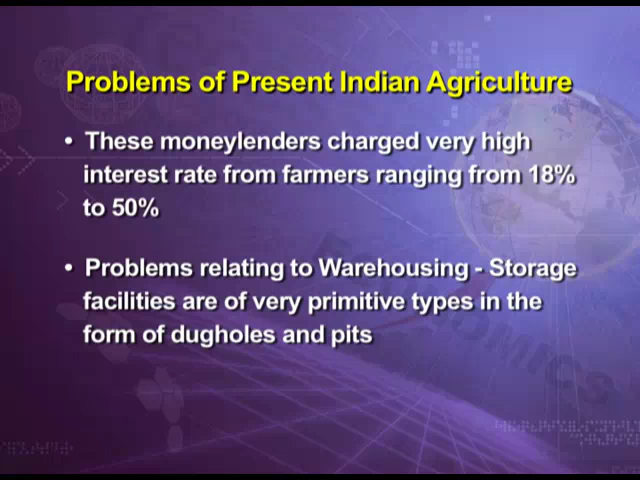 Problems of Present Indian Agriculture
• These moneylenders charged very high
interest rate from farmers ranging from 18%
to 50%
• Problems relating to Warehousing - Storage
facilities are of very primitive types in the
form of dugholes and pits